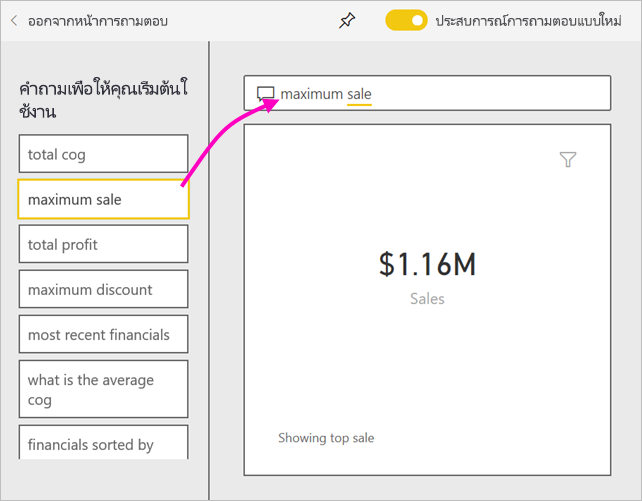 ออกจากหน้าการถามตอบ
ประสบการณ์การถามตอบแบบใหม่
คำถามเพื่อให้คุณเริ่มต้นใ
ช้งาน
total cog
maximum sale
total profit
maximum discount
most recent financials
what is the average
cog
financials sorted by
maximum sale
$1.16M
Sales
Showing top sale